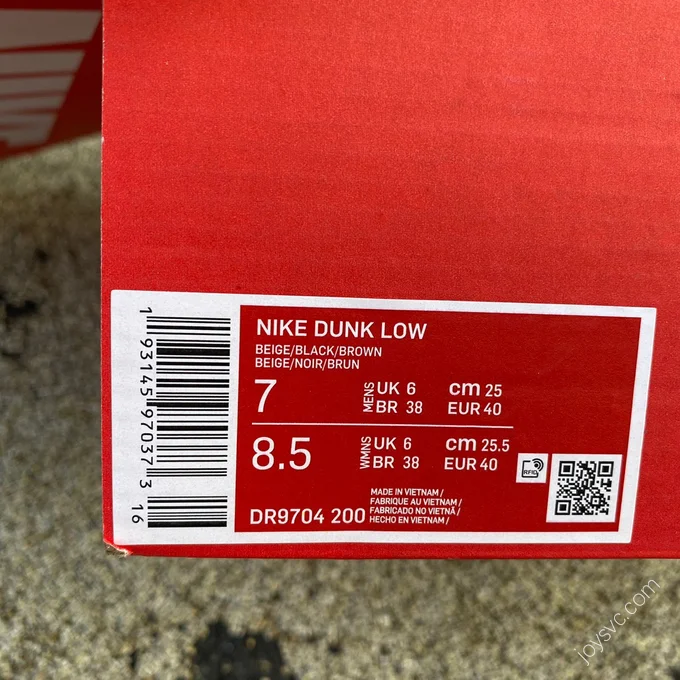 NIKE DUNK LOW
BEIGE/BLACK/BROWN
BEIGE/NOIR/BRUN
7 MENS UK 6 cm 25
BR 38 EUR 40
8.5 WMNS UK 6 cm 25.5
BR 38 EUR 40
RFID
DR9704 200
MADE IN VIETNAM /
FABRIQUE AU VIETNAM /
FABRICADO NO VIETNÃ /
HECHO EN VIETNAM /
1 93145 97037 3
16
joysvc.com